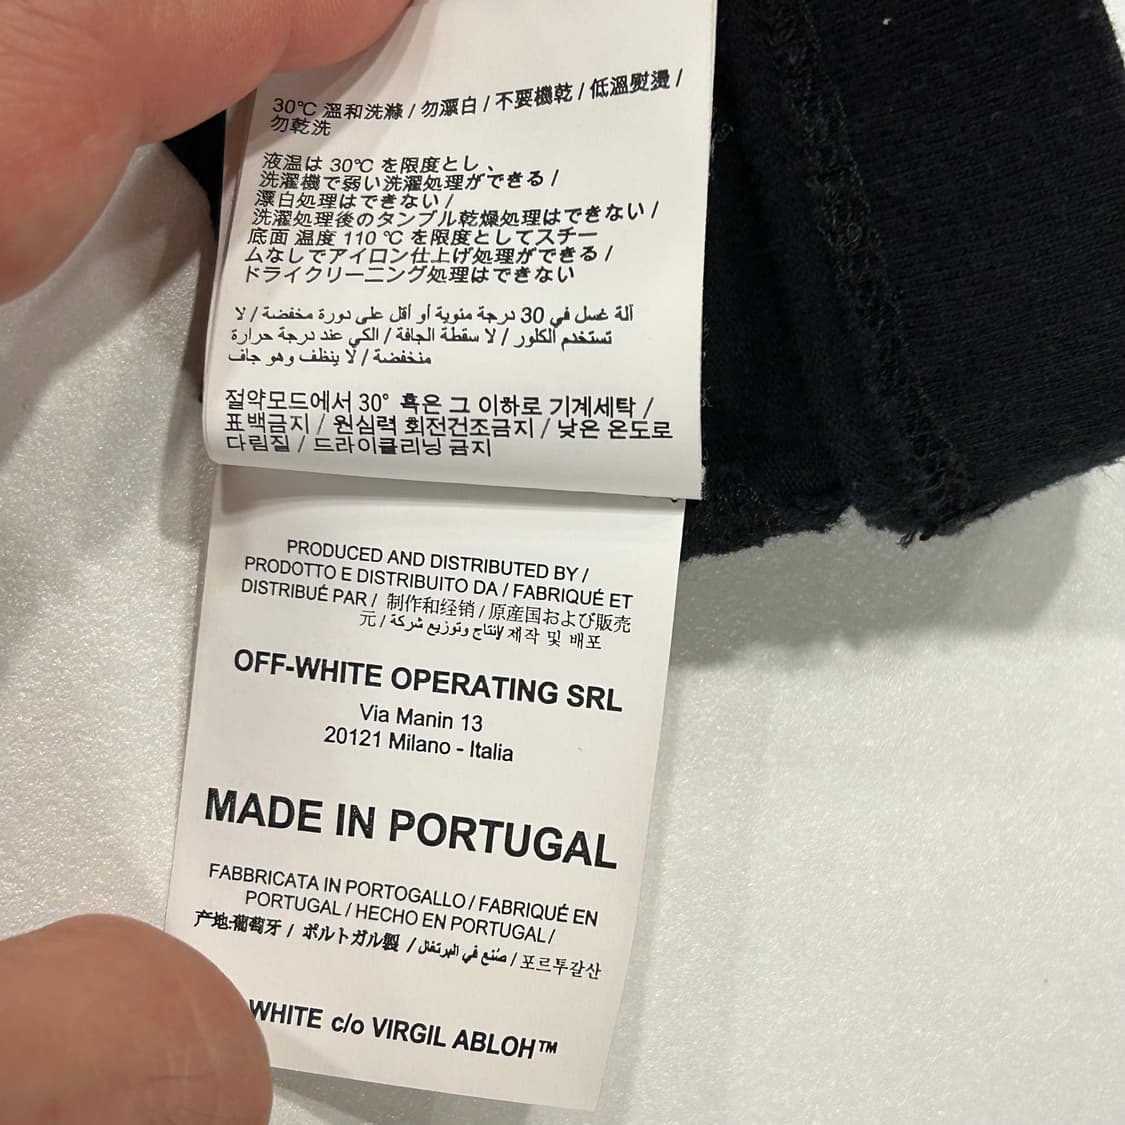 30℃ 溫和洗滌 / 勿漂白 / 不要機乾 / 低溫熨燙 /
勿乾洗
液温は 30℃ を限度とし 、
洗濯機で弱い洗濯処理ができる /
漂白処理はできない /
洗濯処理後のタンブル乾燥処理はできない /
底面 温度 110 ℃ を限度としてスチー
ムなしでアイロン仕上げ処理ができる /
ドライクリーニング処理はできない
آلة غسل في 30 درجة مئوية أو أقل على دورة مخفضة / لا
تستخدم الكلور / لا سقطة الجافة / الكي عند درجة حرارة
منخفضة / لا ينظف وهو جاف
절약모드에서 30° 혹은 그 이하로 기계세탁 /
표백금지 / 원심력 회전건조금지 / 낮은 온도로
다림질 / 드라이클리닝 금지
PRODUCED AND DISTRIBUTED BY /
PRODOTTO E DISTRIBUITO DA / FABRIQUÉ ET
DISTRIBUÉ PAR / 制作和经销 / 原産国および販売
元 / لإنتاج وتوزيع شركة 제작 및 배포
OFF-WHITE OPERATING SRL
Via Manin 13
20121 Milano - Italia
MADE IN PORTUGAL
FABBRICATA IN PORTOGALLO / FABRIQUÉ EN
PORTUGAL / HECHO EN PORTUGAL/
产地:葡萄牙 / ポルトガル製 / صُنع في البرتغال / 포르투갈산
WHITE c/o VIRGIL ABLOH™